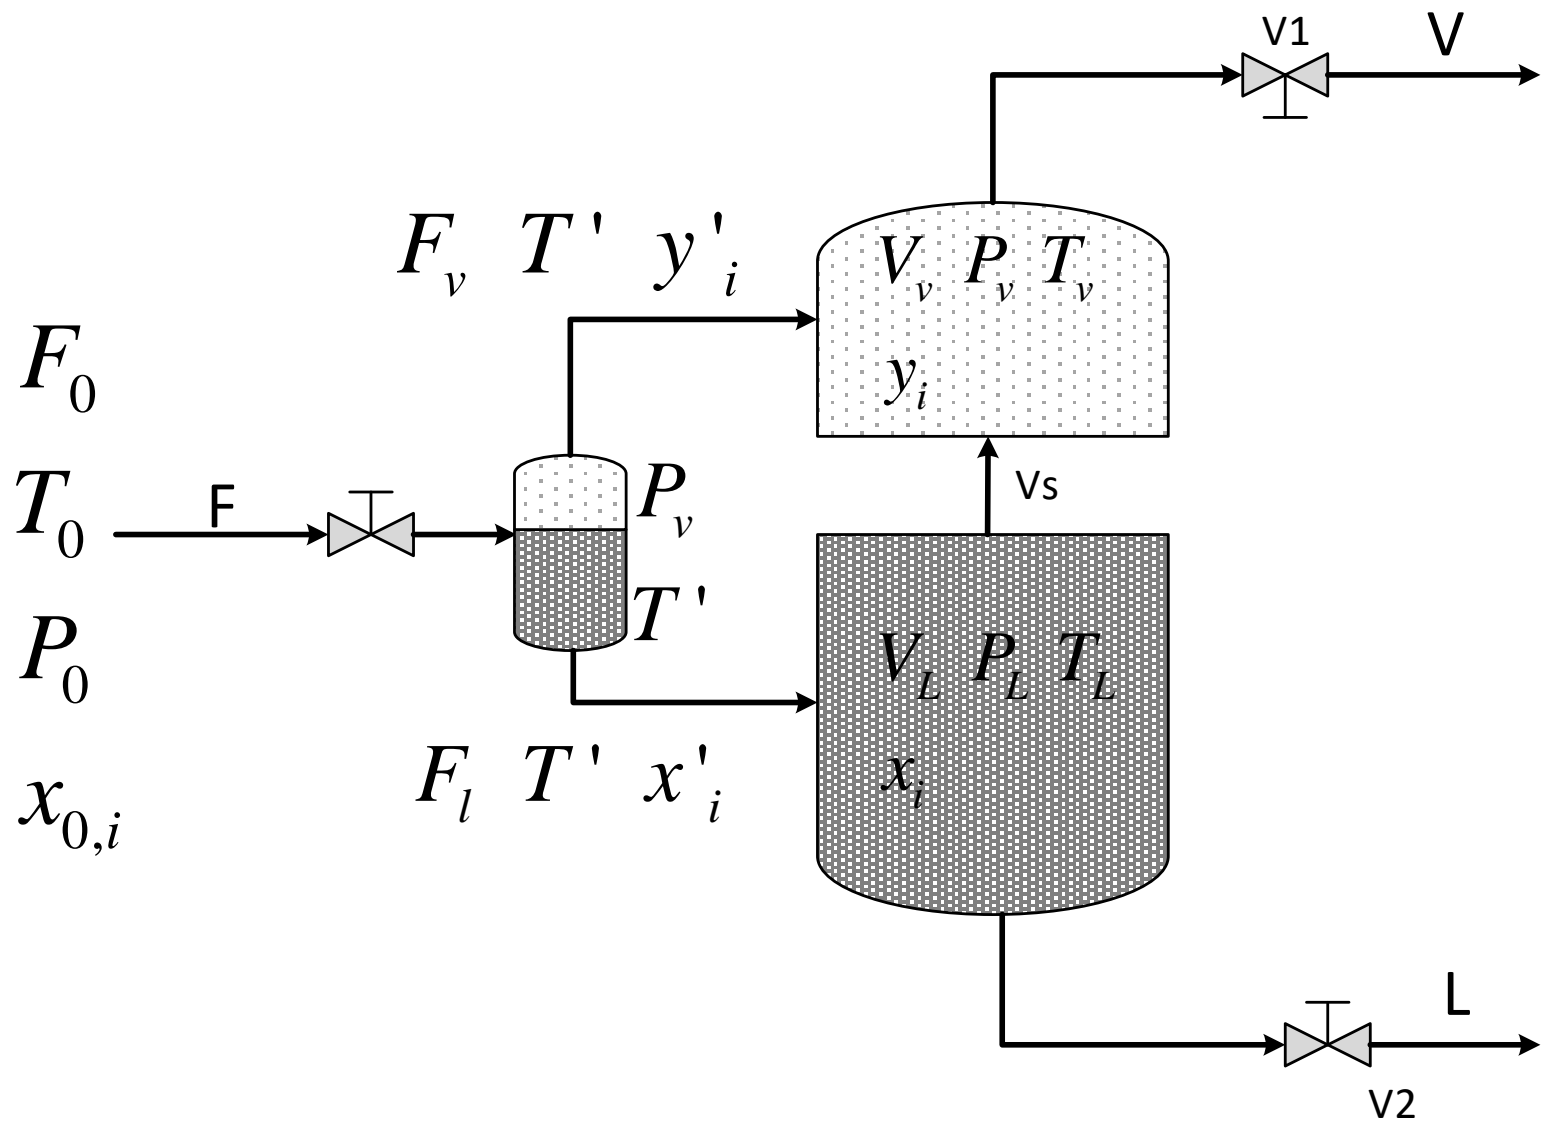 V1
V
F_v T' y'_i
V_v P_v T_v
y_i
F_0
T_0
P_0
x_{0,i}
F
P_v
T'
Vs
V_L P_L T_L
x_i
F_l T' x'_i
L
V2